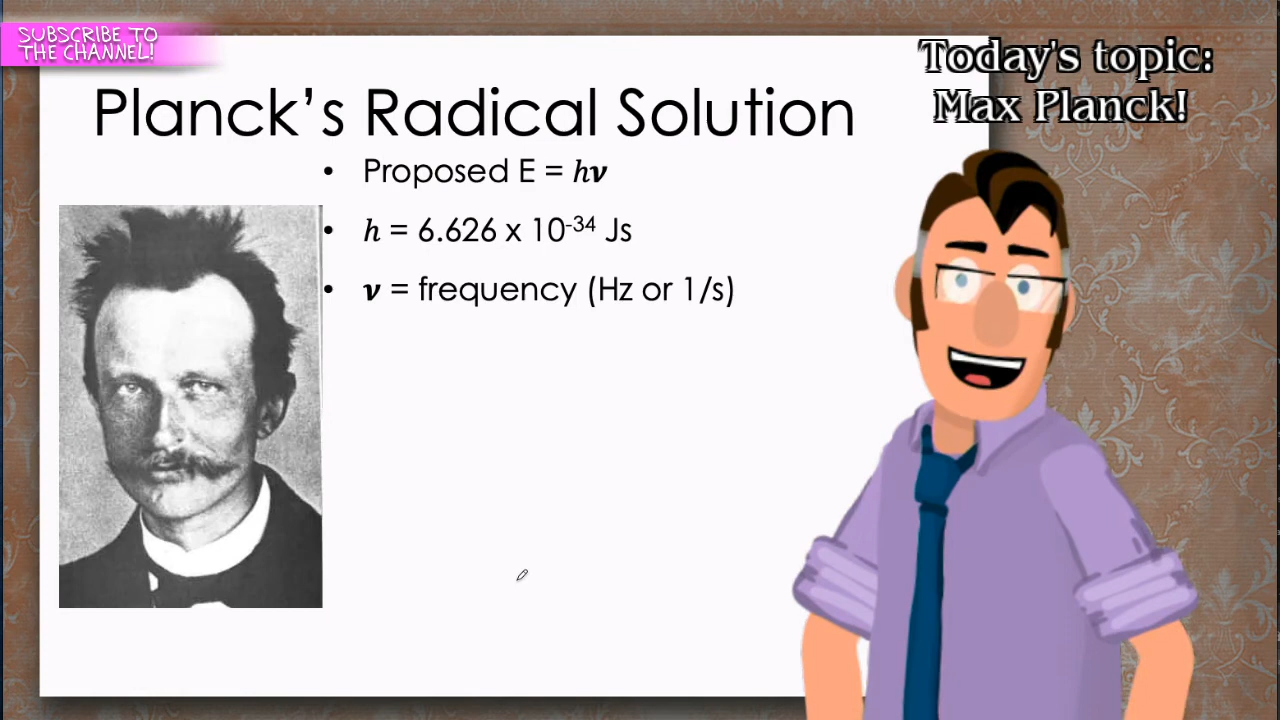 SUBSCRIBE TO
THE CHANNEL!
Today's topic:
Max Planck!
Planck’s Radical Solution
• Proposed E = hν
• h = 6.626 x 10⁻³⁴ Js
• ν = frequency (Hz or 1/s)